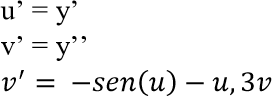 u’ = y’
v’ = y’’
v′ = −sen(u) − u, 3v